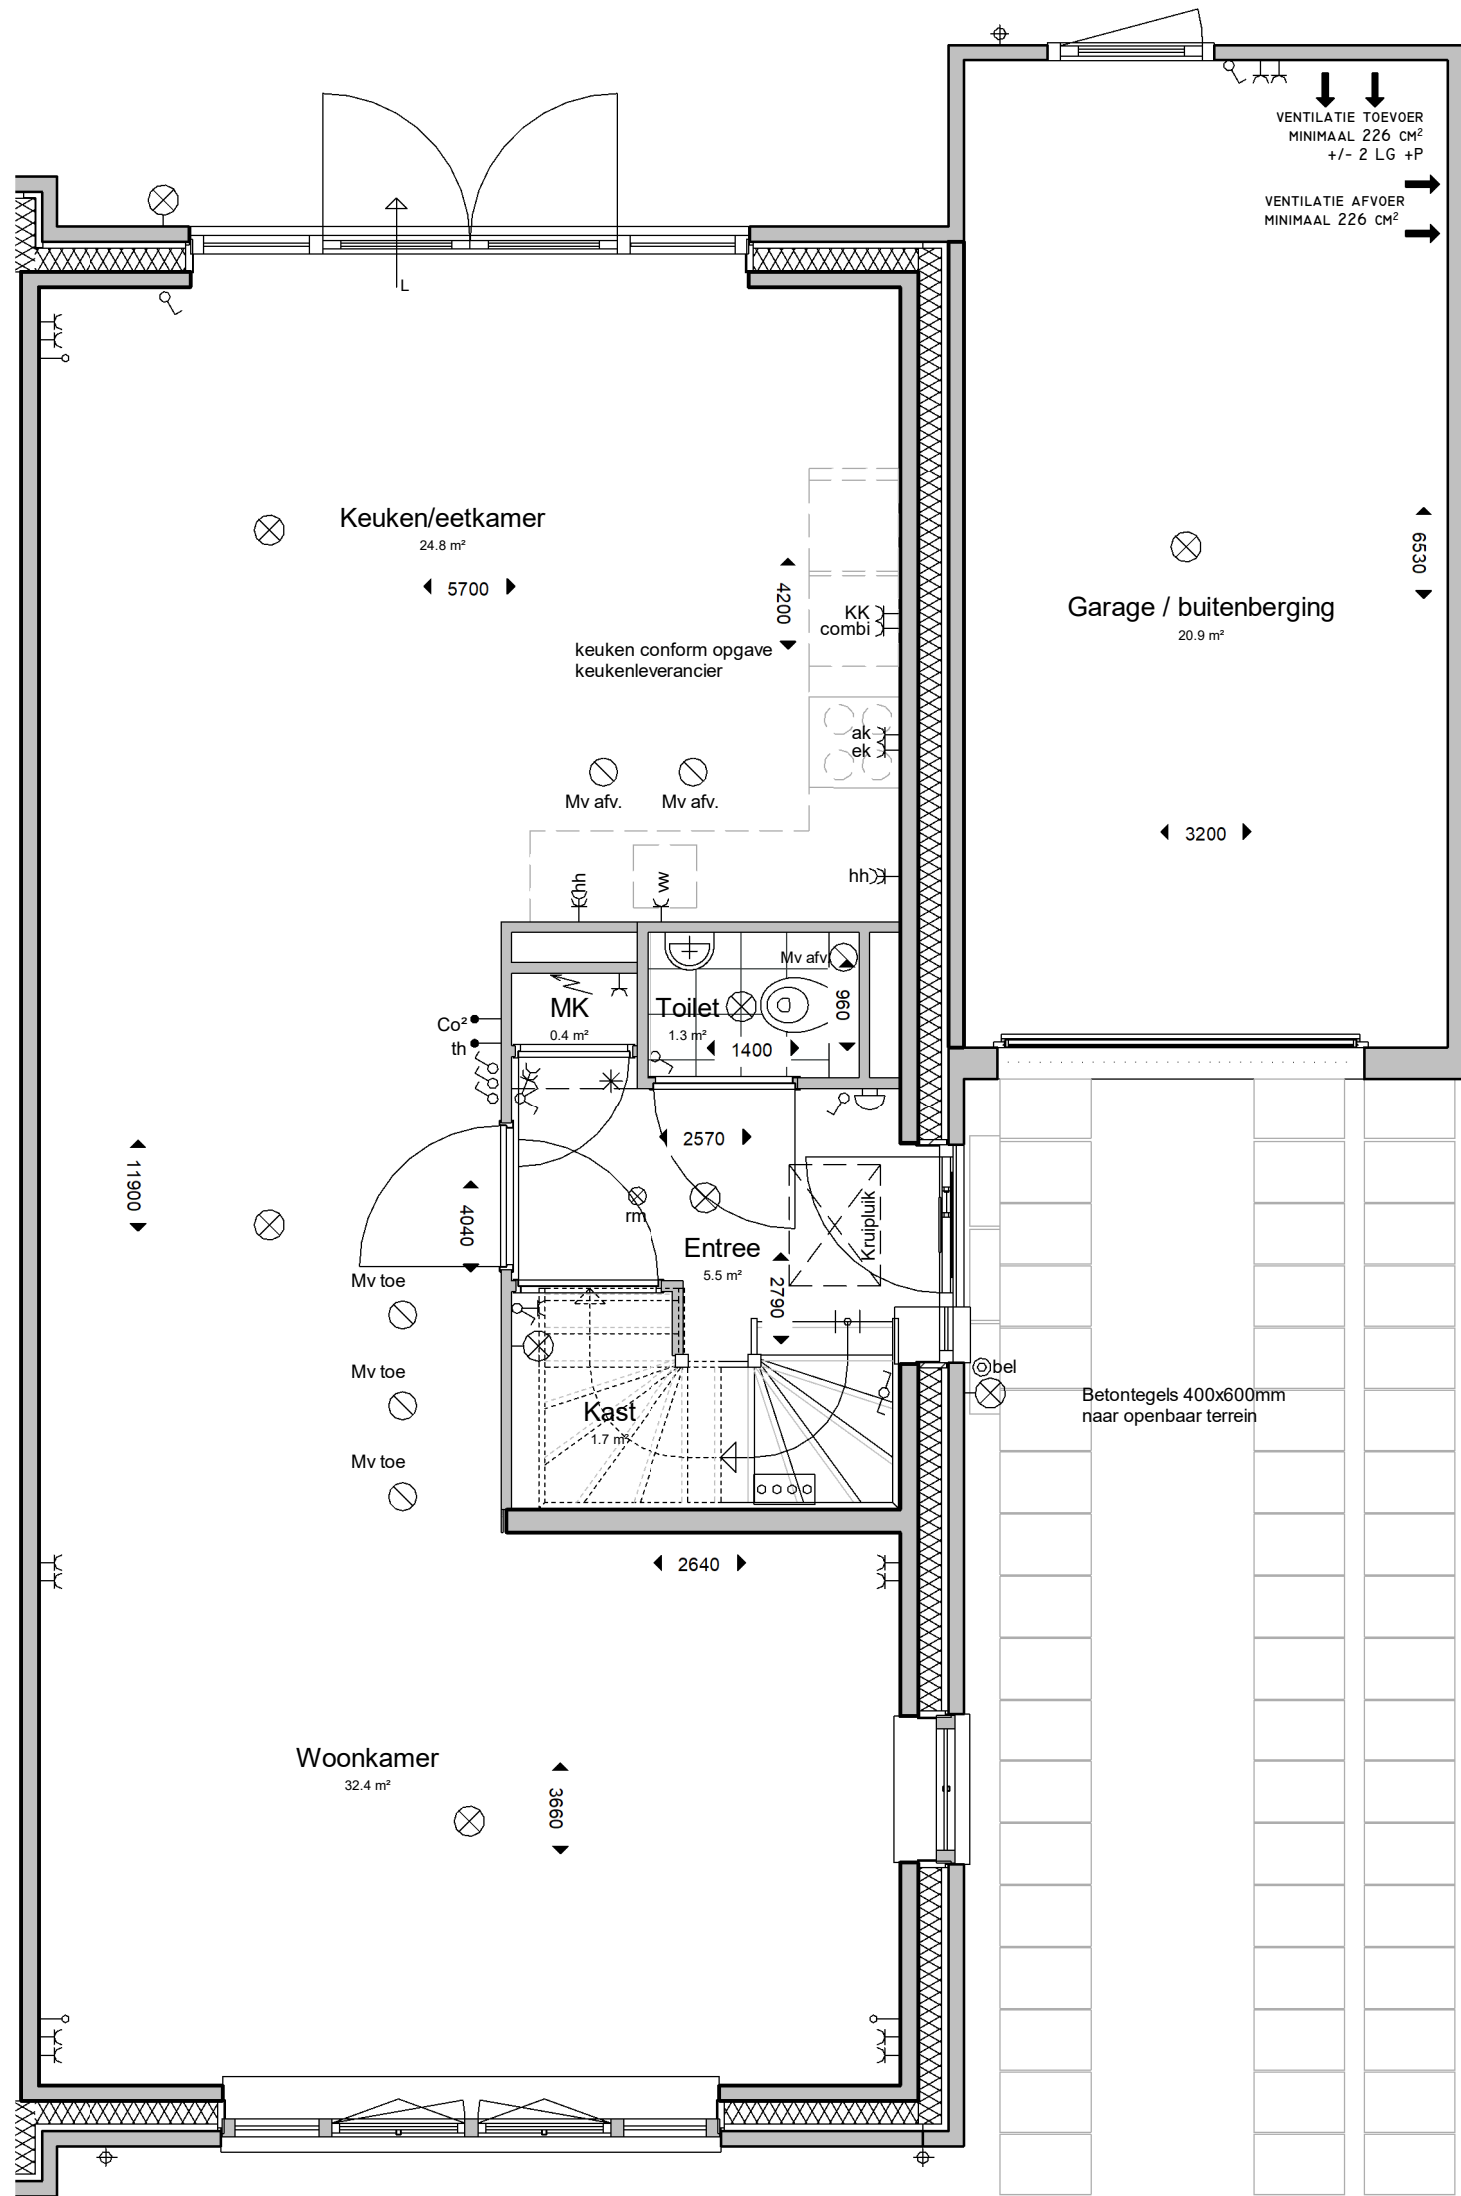 VENTILATIE TOEVOER
MINIMAAL 226 CM²
+/- 2 LG +P
VENTILATIE AFVOER
MINIMAAL 226 CM²
L
Keuken/eetkamer
24.8 m²
5700
4200
KK
combi
keuken conform opgave
keukenleverancier
6530
Garage / buitenberging
20.9 m²
ak
ek
Mv afv.
Mv afv.
3200
hh
vw
hh
Mv afv.
MK
0.4 m²
Toilet
1.3 m²
960
1400
Co²
th
2570
11900
4040
rm
Kruipluik
Entree
5.5 m²
2790
Mv toe
Mv toe
Mv toe
Kast
1.7 m²
bel
Betontegels 400x600mm
naar openbaar terrein
2640
Woonkamer
32.4 m²
3660